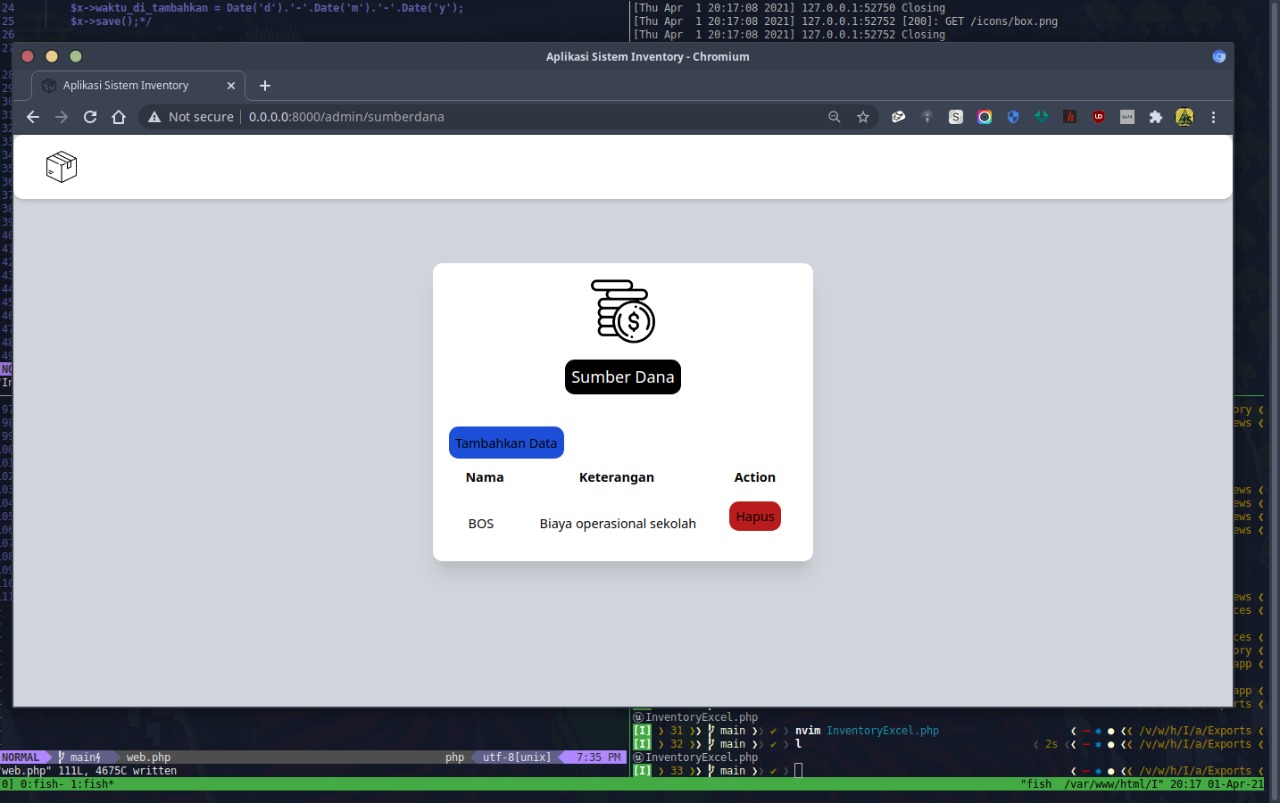 24 $x->waktu_di_tambahkan = Date('d').'-'.Date('m').'-'.Date('y');
25 $x->save();*/
26
27
[Thu Apr 1 20:17:08 2021] 127.0.0.1:52750 Closing
[Thu Apr 1 20:17:08 2021] 127.0.0.1:52752 [200]: GET /icons/box.png
[Thu Apr 1 20:17:08 2021] 127.0.0.1:52752 Closing
Aplikasi Sistem Inventory - Chromium
Aplikasi Sistem Inventory
Not secure 0.0.0.0:8000/admin/sumberdana
Sumber Dana
Tambahkan Data
Nama Keterangan Action
BOS Biaya operasional sekolah Hapus
InventoryExcel.php
[I] 31 main ✔ nvim InventoryExcel.php /v/w/h/I/a/Exports
[I] 32 main ✔ l 2s /v/w/h/I/a/Exports
InventoryExcel.php
[I] 33 main ✔ /v/w/h/I/a/Exports
NORMAL main web.php php utf-8[unix] 7:35 PM
"web.php" 111L, 4675C written
0] 0:fish- 1:fish* "fish /var/www/html/I" 20:17 01-Apr-21